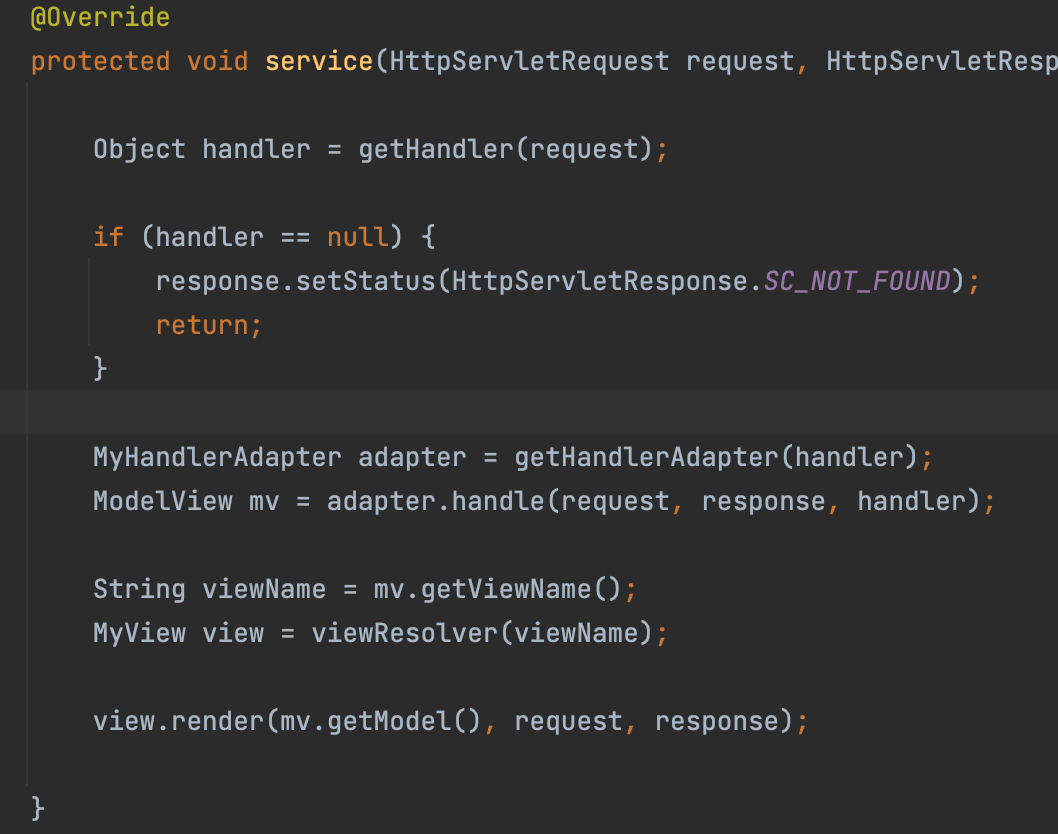 @Override
protected void service(HttpServletRequest request, HttpServletResp
Object handler = getHandler(request);
if (handler == null) {
response.setStatus(HttpServletResponse.SC_NOT_FOUND);
return;
}
MyHandlerAdapter adapter = getHandlerAdapter(handler);
ModelView mv = adapter.handle(request, response, handler);
String viewName = mv.getViewName();
MyView view = viewResolver(viewName);
view.render(mv.getModel(), request, response);
}